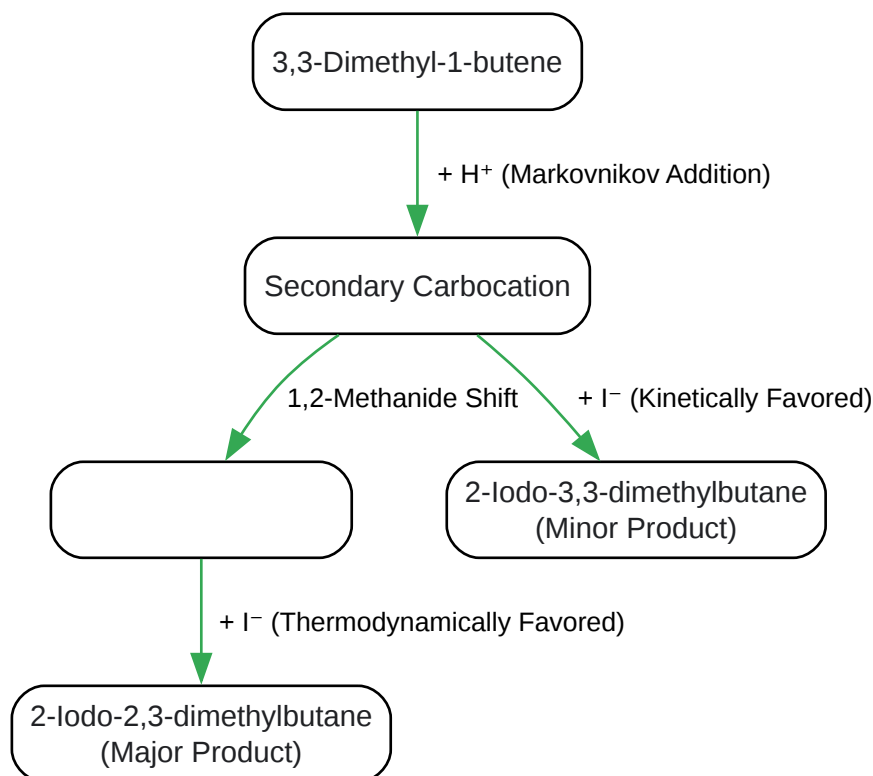 3,3-Dimethyl-1-butene
+ H⁺ (Markovnikov Addition)
Secondary Carbocation
1,2-Methanide Shift
+ I⁻ (Kinetically Favored)
2-Iodo-3,3-dimethylbutane
(Minor Product)
+ I⁻ (Thermodynamically Favored)
2-Iodo-2,3-dimethylbutane
(Major Product)